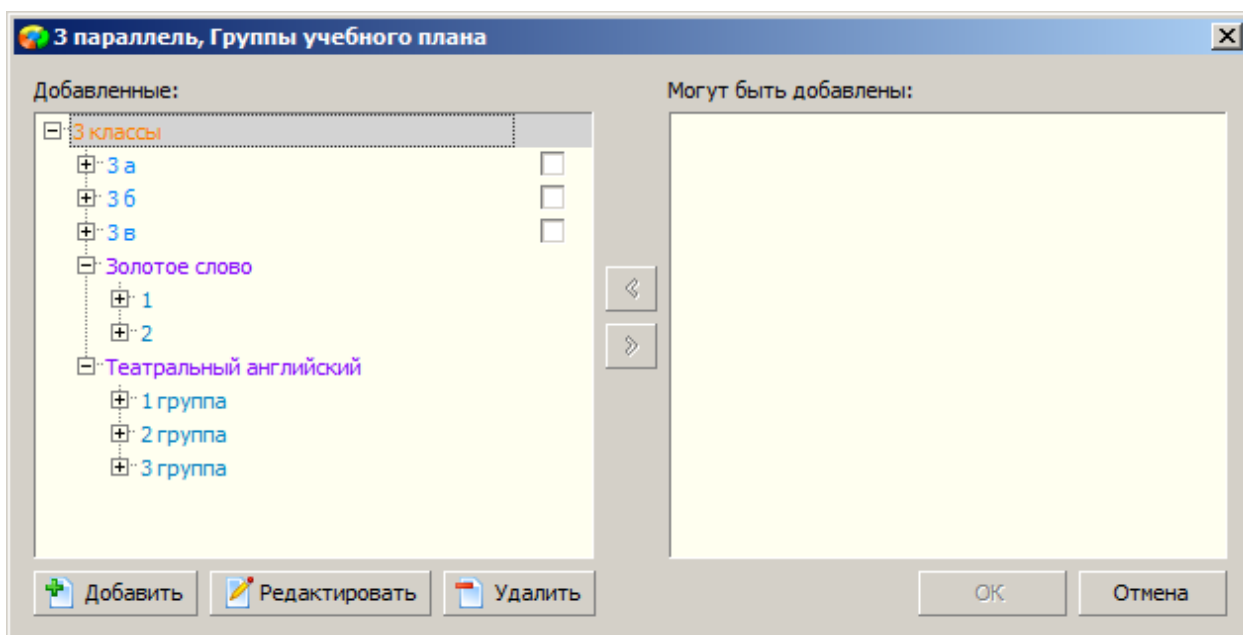 3 параллель, Группы учебного плана
Добавленные:
Могут быть добавлены:
3 классы
3 а
3 б
3 в
Золотое слово
1
2
Театральный английский
1 группа
2 группа
3 группа
Добавить
Редактировать
Удалить
OK
Отмена